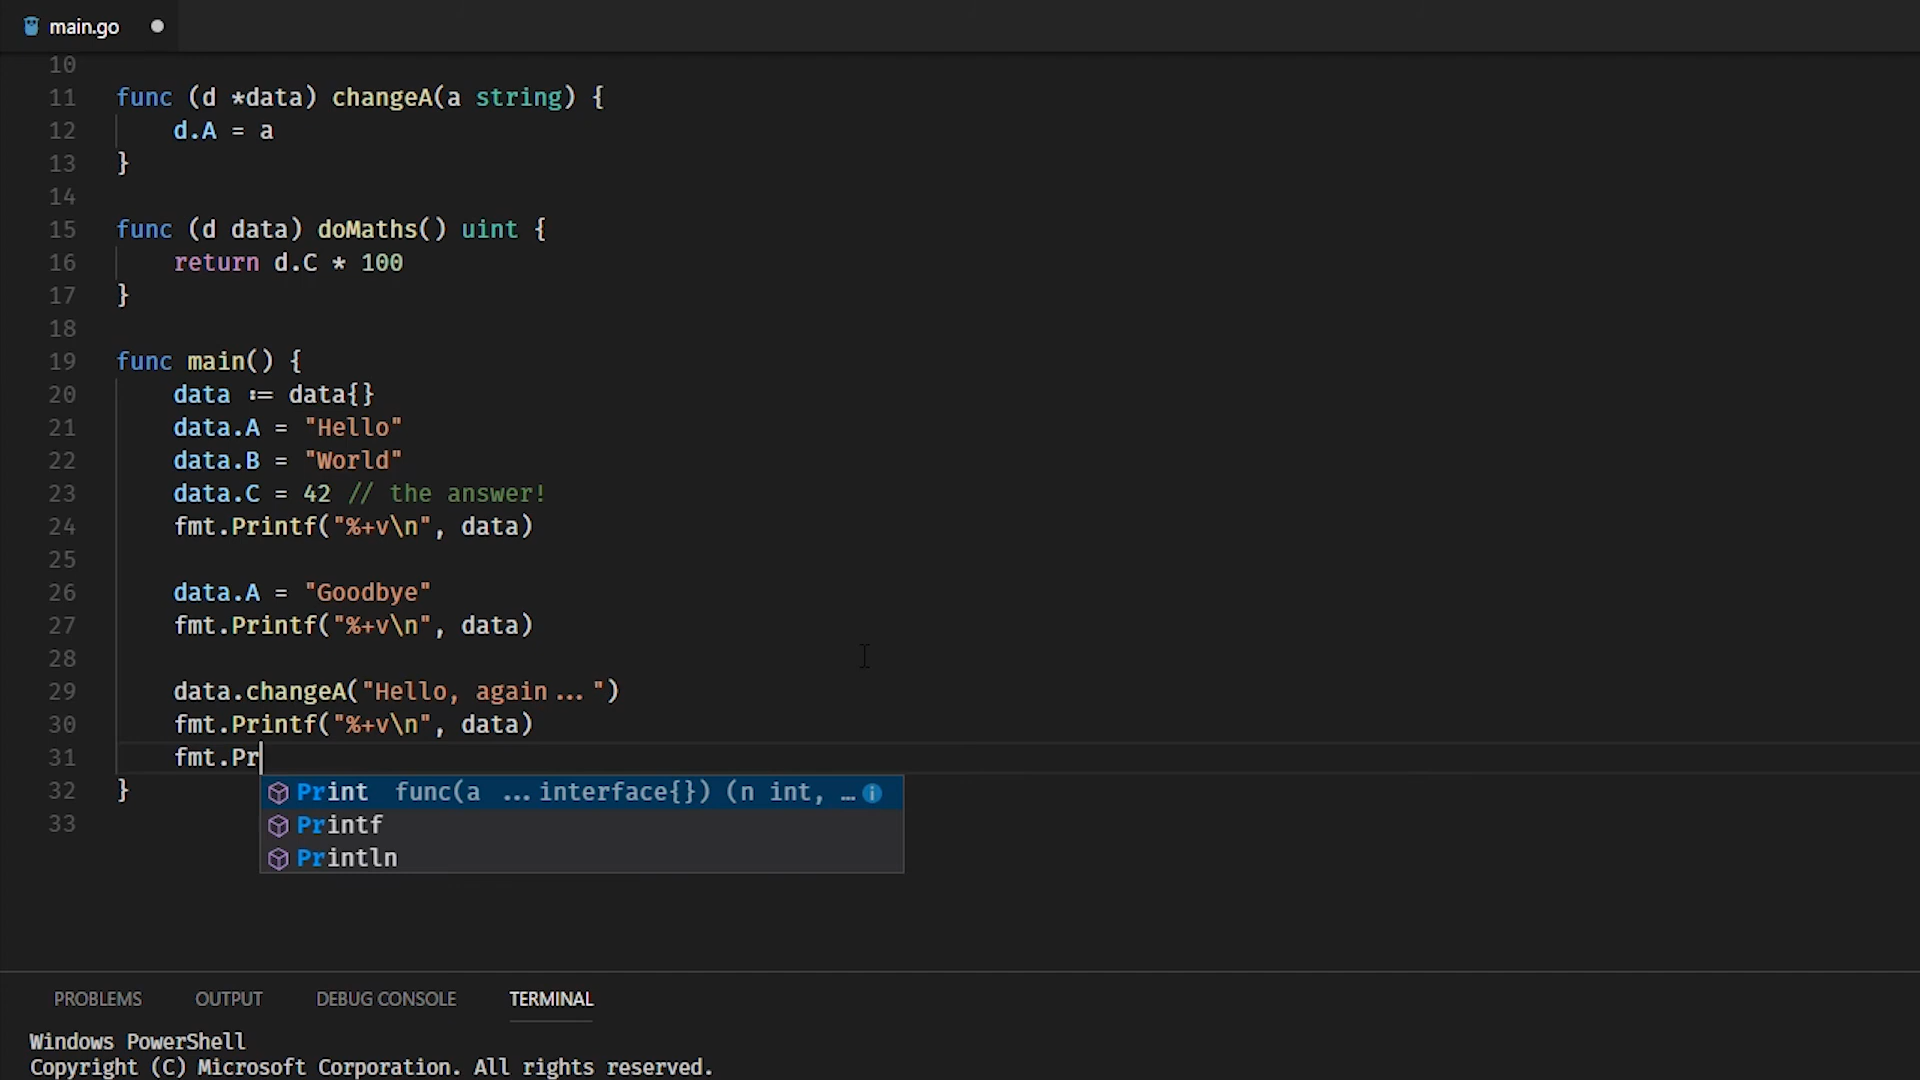 main.go
10
11 func (d *data) changeA(a string) {
12 d.A = a
13 }
14
15 func (d data) doMaths() uint {
16 return d.C * 100
17 }
18
19 func main() {
20 data := data{}
21 data.A = "Hello"
22 data.B = "World"
23 data.C = 42 // the answer!
24 fmt.Printf("%+v\n", data)
25
26 data.A = "Goodbye"
27 fmt.Printf("%+v\n", data)
28
29 data.changeA("Hello, again...")
30 fmt.Printf("%+v\n", data)
31 fmt.Pr
Print func(a ...interface{}) (n int, …
32 }
Printf
33
Println
PROBLEMS OUTPUT DEBUG CONSOLE TERMINAL
Windows PowerShell
Copyright (C) Microsoft Corporation. All rights reserved.